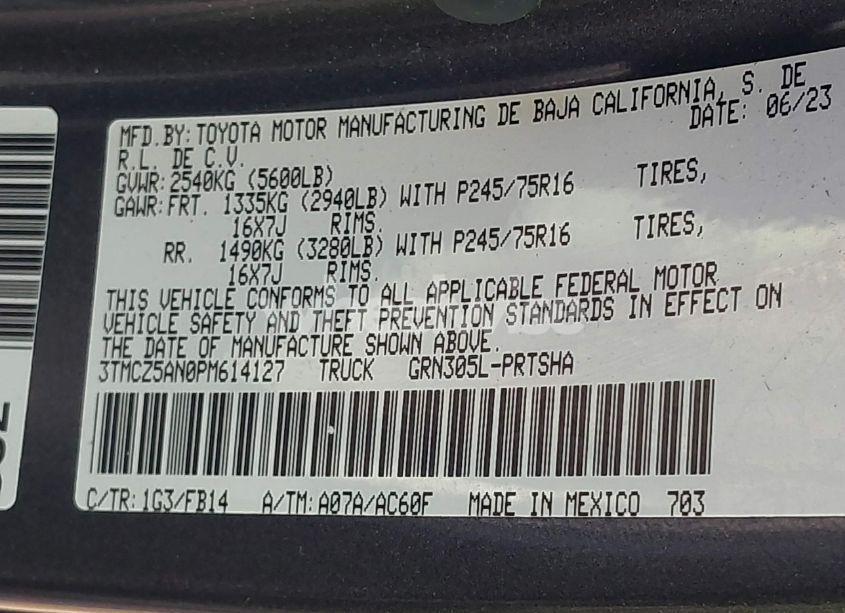 MFD.BY: TOYOTA MOTOR MANUFACTURING DE BAJA CALIFORNIA, S. DE
R.L. DE C.V. DATE: 06/23
GVWR: 2540KG (5600LB)
GAWR: FRT. 1335KG (2940LB) WITH P245/75R16 TIRES,
16X7J RIMS.
RR. 1490KG (3280LB) WITH P245/75R16 TIRES,
16X7J RIMS.
THIS VEHICLE CONFORMS TO ALL APPLICABLE FEDERAL MOTOR
VEHICLE SAFETY AND THEFT PREVENTION STANDARDS IN EFFECT ON
THE DATE OF MANUFACTURE SHOWN ABOVE.
3TMCZ5AN0PM614127 TRUCK GRN305L-PRTSHA
C/TR: 1G3/FB14 A/TM: A07A/AC60F MADE IN MEXICO 703